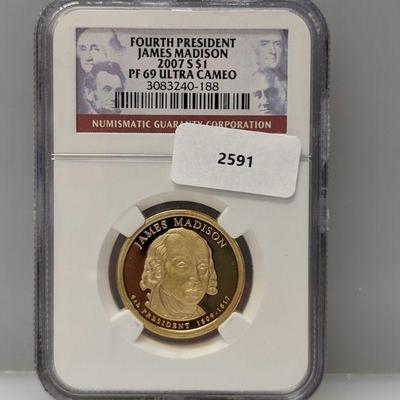 FOURTH PRESIDENT
JAMES MADISON
2007 S $1
PF 69 ULTRA CAMEO
3083240-188
NUMISMATIC GUARANTY CORPORATION
2591
JAMES MADISON
4th PRESIDENT 1809-1817